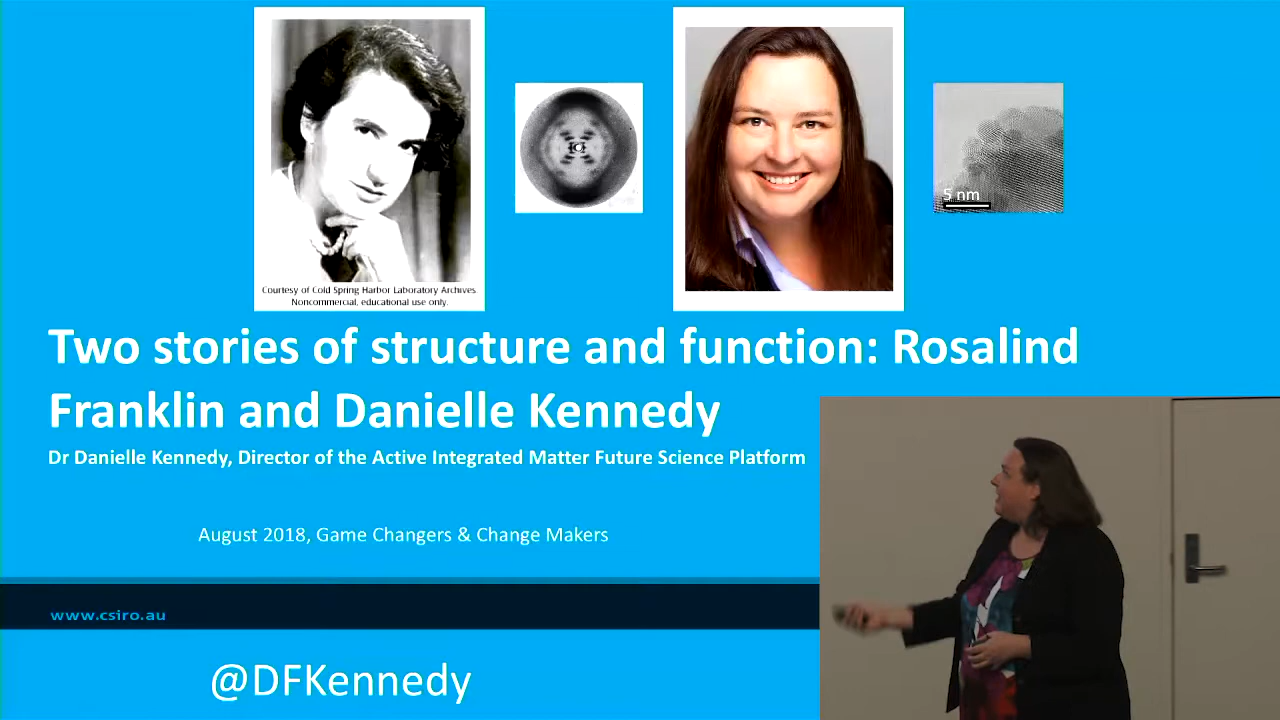 Courtesy of Cold Spring Harbor Laboratory Archives.
Noncommercial, educational use only.
5 nm
Two stories of structure and function: Rosalind
Franklin and Danielle Kennedy
Dr Danielle Kennedy, Director of the Active Integrated Matter Future Science Platform
August 2018, Game Changers & Change Makers
www.csiro.au
@DFKennedy